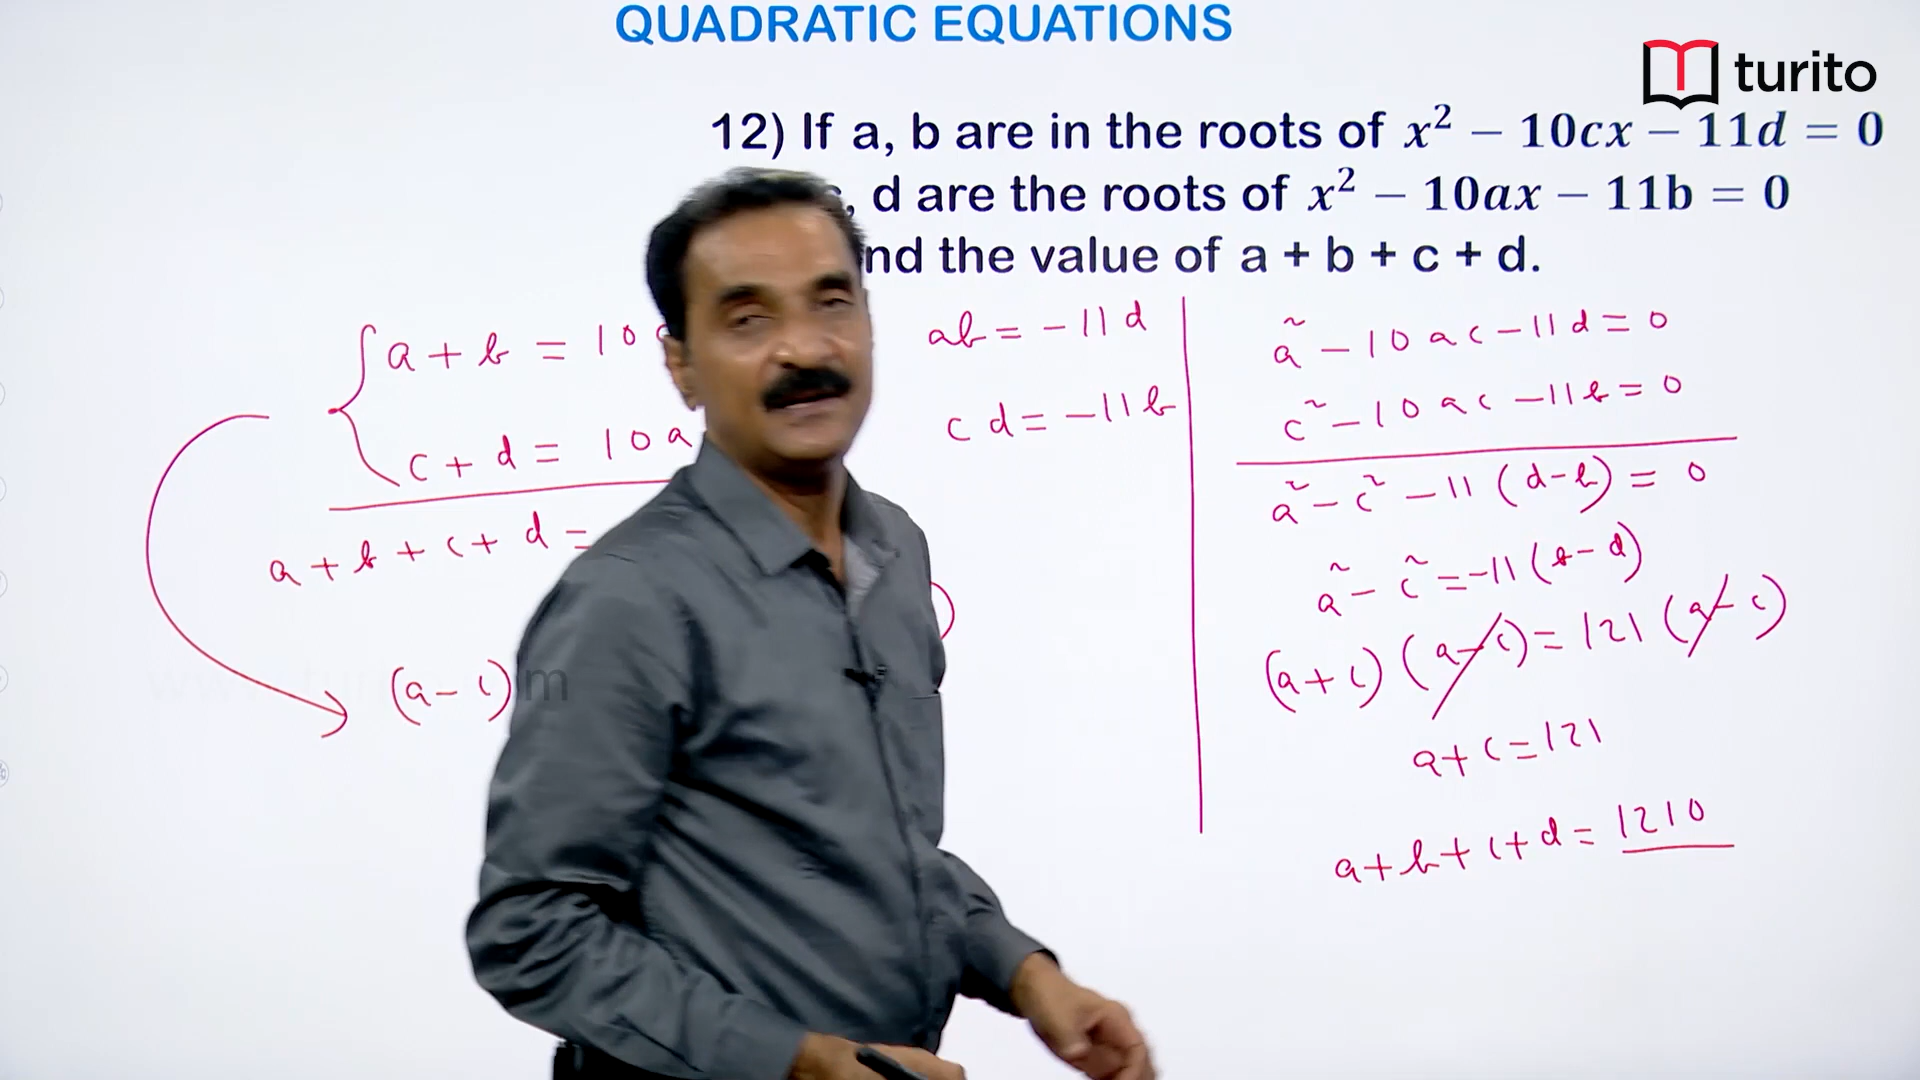 QUADRATIC EQUATIONS
turito
12) If a, b are in the roots of x² − 10cx − 11d = 0
, d are the roots of x² − 10ax − 11b = 0
nd the value of a + b + c + d.
a + b = 10
c + d = 10a
a + b + c + d =
(a - c)
m
ab = -11d
cd = -11b
a² - 10ac - 11d = 0
c² - 10ac - 11b = 0
a² - c² - 11(d-b) = 0
a² - c² = -11(b-d)
(a+c)(a-c) = 121(a-c)
a+c = 121
a+b+c+d = 1210